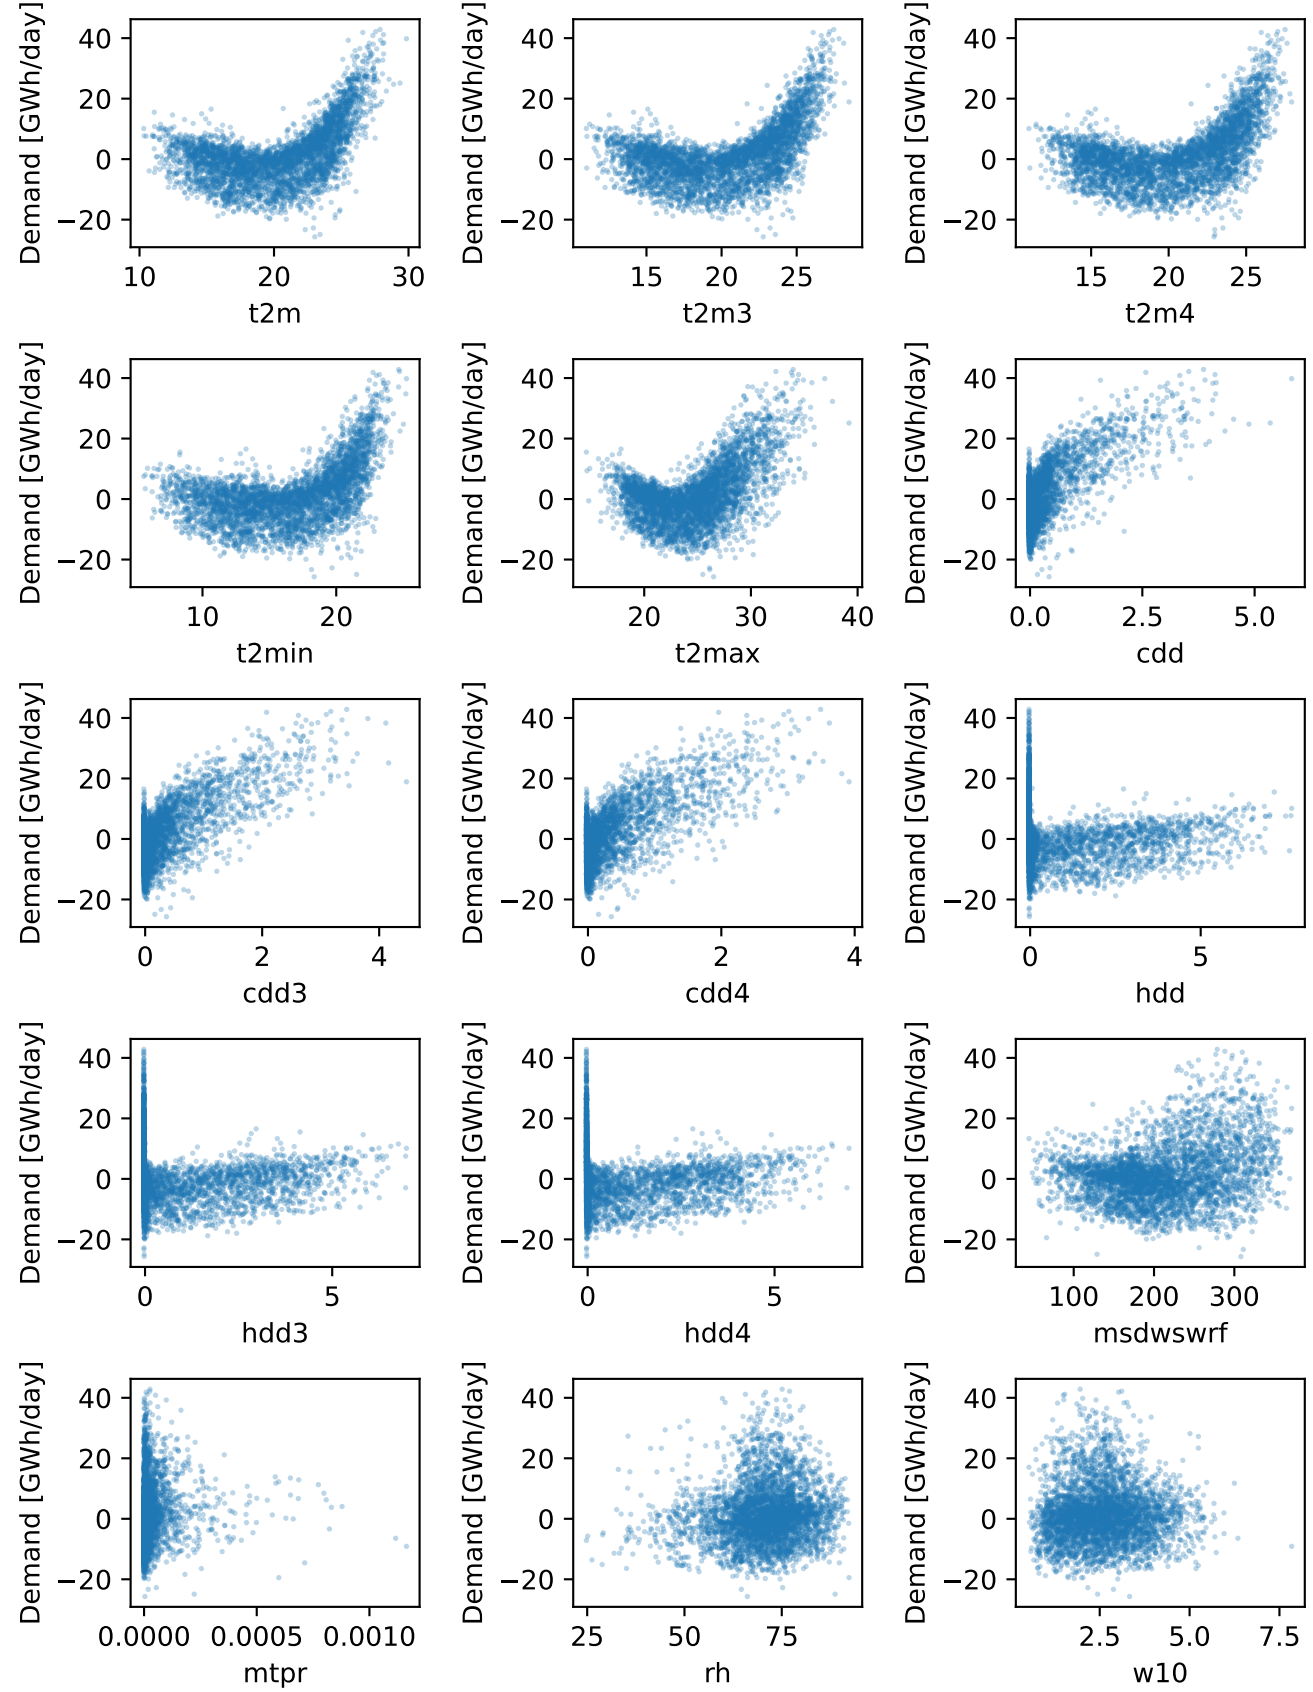 Demand [GWh/day]
40
20
0
−20
10 20 30
t2m
Demand [GWh/day]
40
20
0
−20
15 20 25
t2m3
Demand [GWh/day]
40
20
0
−20
15 20 25
t2m4
Demand [GWh/day]
40
20
0
−20
10 20
t2min
Demand [GWh/day]
40
20
0
−20
20 30 40
t2max
Demand [GWh/day]
40
20
0
−20
0.0 2.5 5.0
cdd
Demand [GWh/day]
40
20
0
−20
0 2 4
cdd3
Demand [GWh/day]
40
20
0
−20
0 2 4
cdd4
Demand [GWh/day]
40
20
0
−20
0 5
hdd
Demand [GWh/day]
40
20
0
−20
0 5
hdd3
Demand [GWh/day]
40
20
0
−20
0 5
hdd4
Demand [GWh/day]
40
20
0
−20
100 200 300
msdwswrf
Demand [GWh/day]
40
20
0
−20
0.0000 0.0005 0.0010
mtpr
Demand [GWh/day]
40
20
0
−20
25 50 75
rh
Demand [GWh/day]
40
20
0
−20
2.5 5.0 7.5
w10